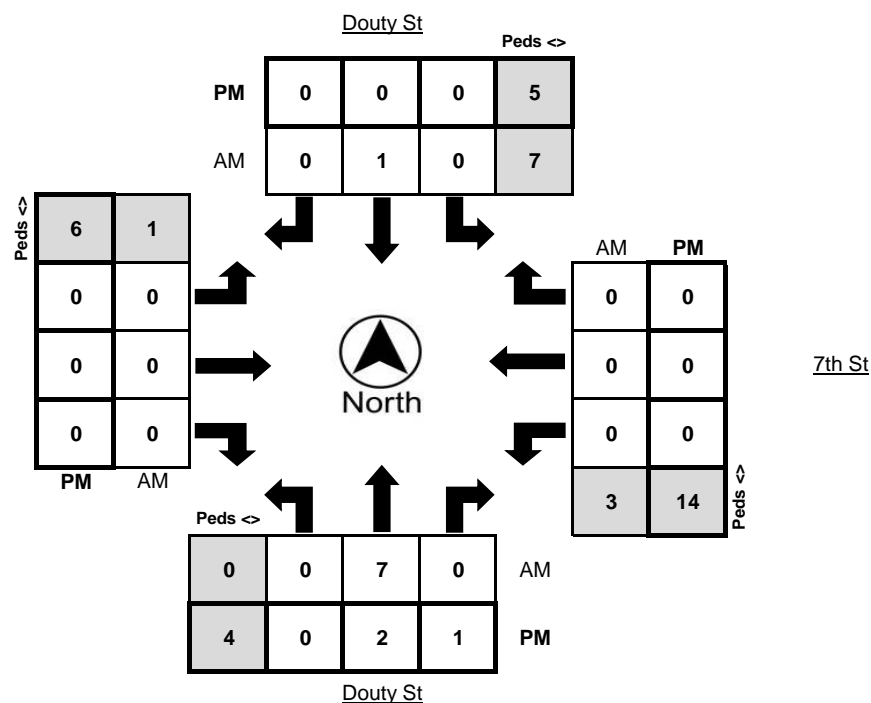 Douty St
Peds <>
PM 0 0 0 5
AM 0 1 0 7
Peds <>
6 1
0 0
0 0
0 0
PM AM
AM PM
0 0
0 0
0 0
3 14
Peds <>
7th St
North
Peds <>
0 0 7 0 AM
4 0 2 1 PM
Douty St